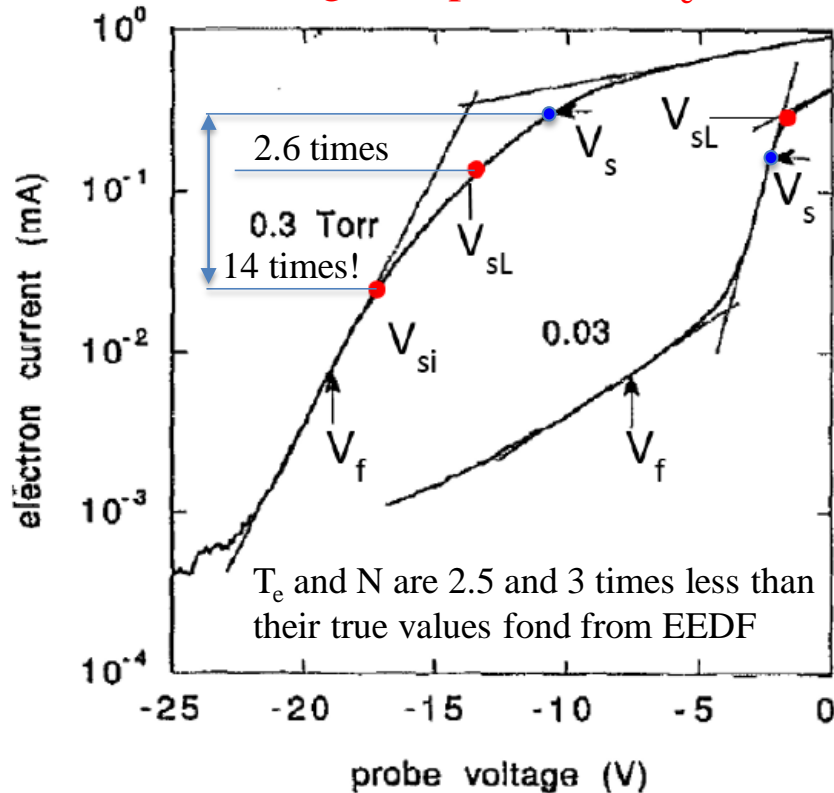 10⁰
10⁻¹
10⁻²
10⁻³
10⁻⁴
electron current (mA)
2.6 times
0.3 Torr
14 times!
V_s
V_sL
V_si
V_f
V_sL
V_s
0.03
V_f
T_e and N are 2.5 and 3 times less than
their true values fond from EEDF
-25 -20 -15 -10 -5 0
probe voltage (V)